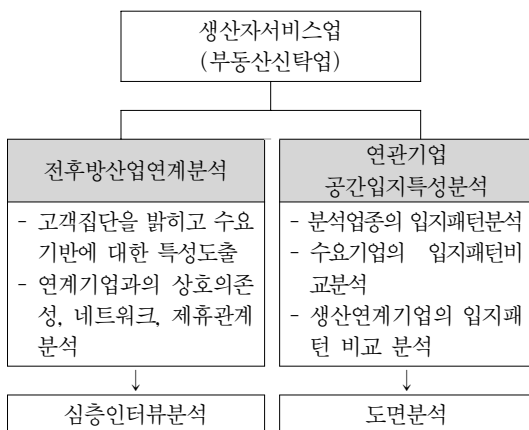 생산자서비스업
(부동산신탁업)
전후방산업연계분석
- 고객집단을 밝히고 수요
기반에 대한 특성도출
- 연계기업과의 상호의존
성, 네트워크, 제휴관계
분석
심층인터뷰분석
연관기업
공간입지특성분석
- 분석업종의 입지패턴분석
- 수요기업의 입지패턴비
교분석
- 생산연계기업의 입지패
턴 비교 분석
도면분석